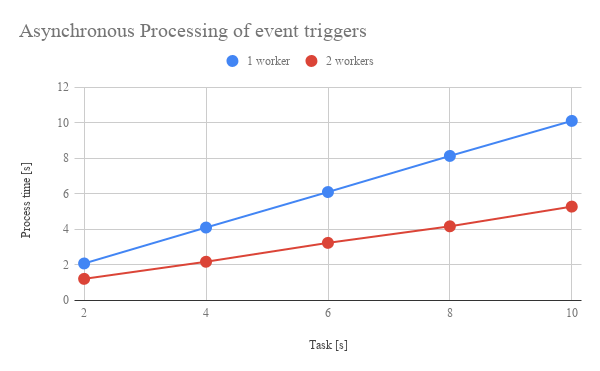 Asynchronous Processing of event triggers
1 worker 2 workers
12
10
8
6
4
2
0
Process time [s]
2 4 6 8 10
Task [s]